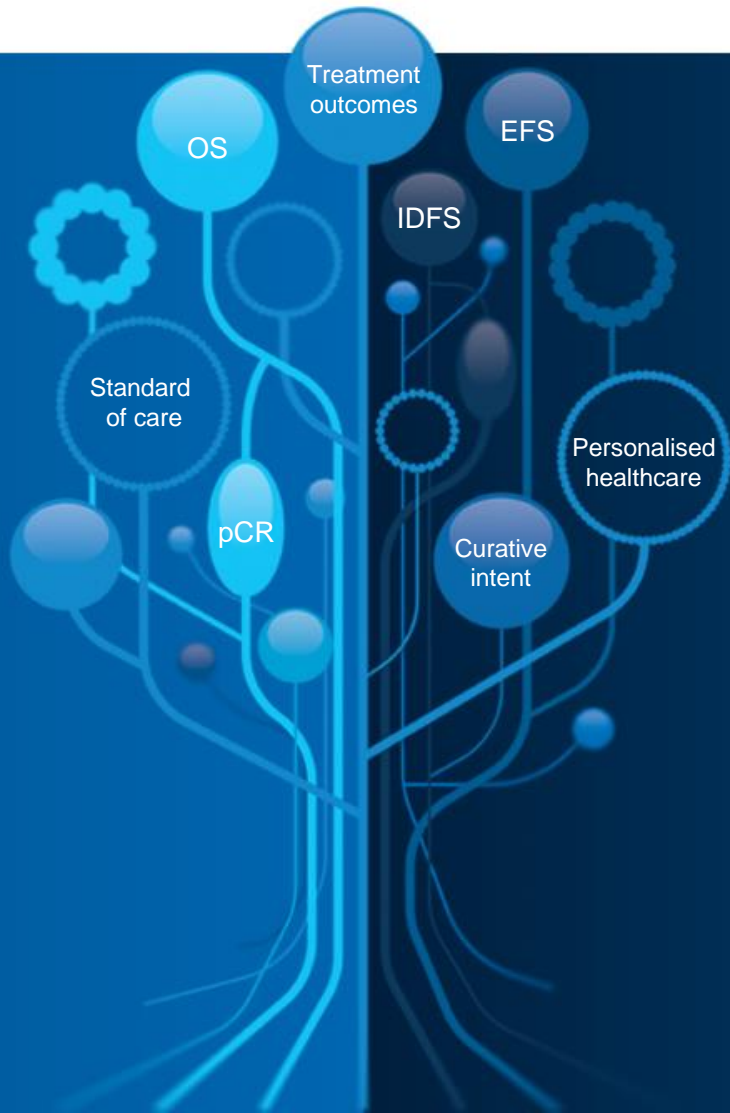 Treatment
outcomes
OS
EFS
IDFS
Standard
of care
Personalised
healthcare
pCR
Curative
intent